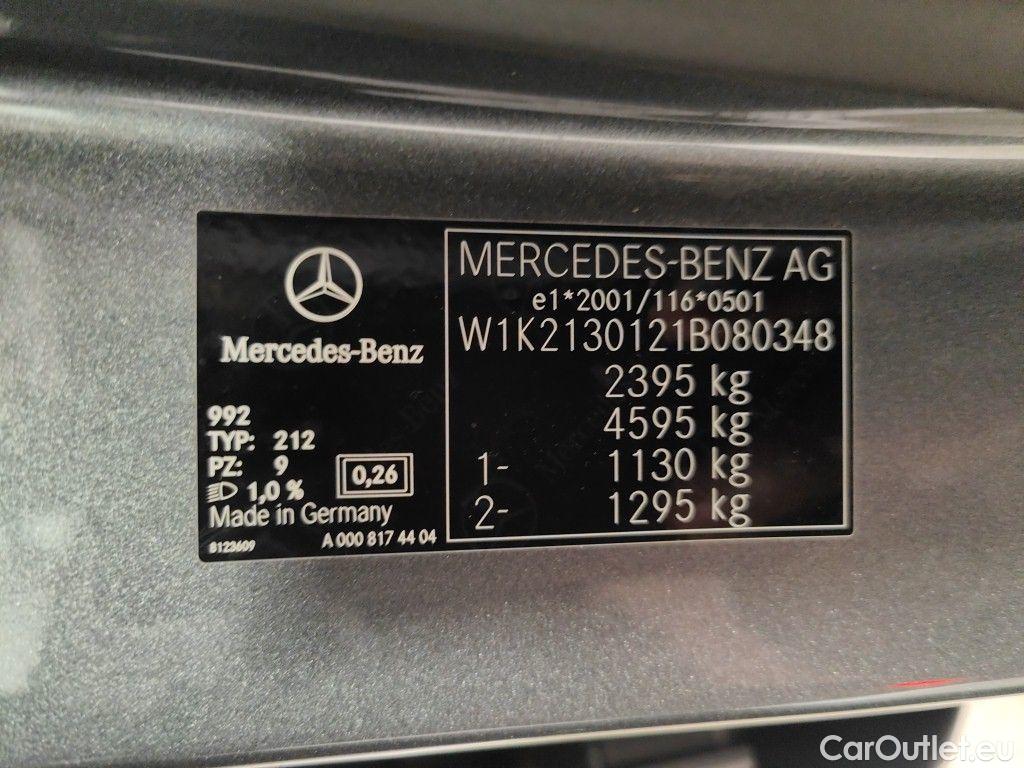 Mercedes-Benz
992
TYP: 212
PZ: 9
1,0 %
0,26
Made in Germany
8123609
A 000 817 44 04
MERCEDES-BENZ AG
e1*2001/116*0501
W1K2130121B080348
2395 kg
4595 kg
1- 1130 kg
2- 1295 kg
CarOutlet.eu